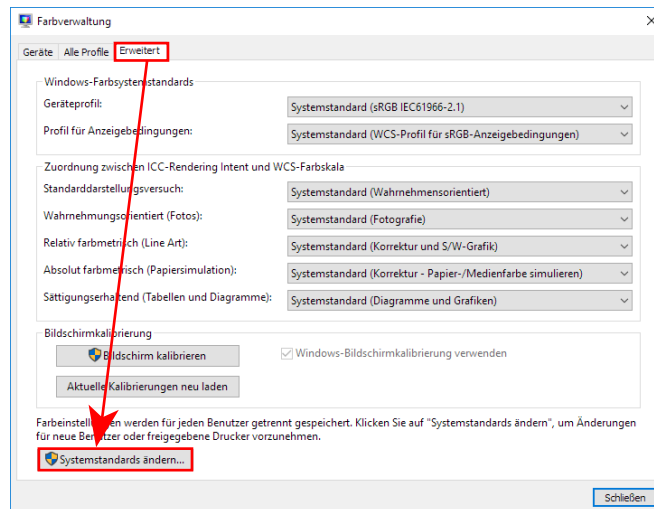 Farbverwaltung
Geräte Alle Profile Erweitert
Windows-Farbsystemstandards
Geräteprofil: Systemstandard (sRGB IEC61966-2.1)
Profil für Anzeigebedingungen: Systemstandard (WCS-Profil für sRGB-Anzeigebedingungen)
Zuordnung zwischen ICC-Rendering Intent und WCS-Farbskala
Standarddarstellungsversuch: Systemstandard (Wahrnehmensorientiert)
Wahrnehmungsorientiert (Fotos): Systemstandard (Fotografie)
Relativ farbmetrisch (Line Art): Systemstandard (Korrektur und S/W-Grafik)
Absolut farbmetrisch (Papiersimulation): Systemstandard (Korrektur - Papier-/Medienfarbe simulieren)
Sättigungserhaltend (Tabellen und Diagramme): Systemstandard (Diagramme und Grafiken)
Bildschirmkalibrierung
Bildschirm kalibrieren Windows-Bildschirmkalibrierung verwenden
Aktuelle Kalibrierungen neu laden
Farbeinstellungen werden für jeden Benutzer getrennt gespeichert. Klicken Sie auf "Systemstandards ändern", um Änderungen
für neue Benutzer oder freigegebene Drucker vorzunehmen.
Systemstandards ändern...
Schließen